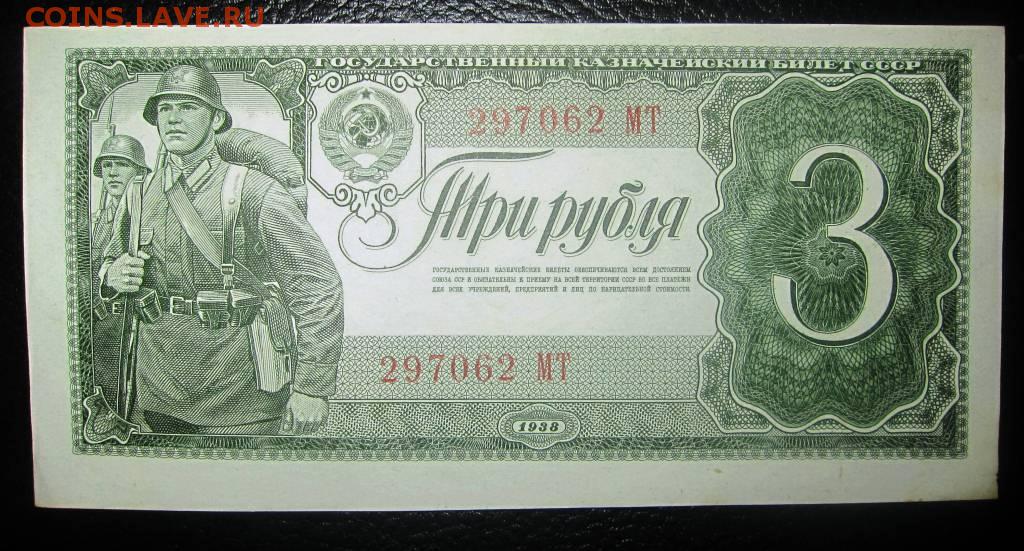 COINS.LAVE.RU
ГОСУДАРСТВЕННЫЙ КАЗНАЧЕЙСКИЙ БИЛЕТ СССР
297062 МТ
Три рубля
3
ГОСУДАРСТВЕННЫЕ КАЗНАЧЕЙСКИЕ БИЛЕТЫ ОБЕСПЕЧИВАЮТСЯ ВСЕМ ДОСТОЯНИЕМ
СОЮЗА ССР И ОБЯЗАТЕЛЬНЫ К ПРИЕМУ НА ВСЕЙ ТЕРРИТОРИИ СССР ВО ВСЕ ПЛАТЕЖИ
ДЛЯ ВСЕХ УЧРЕЖДЕНИЙ, ПРЕДПРИЯТИЙ И ЛИЦ ПО НАРИЦАТЕЛЬНОЙ СТОИМОСТИ
297062 МТ
1938